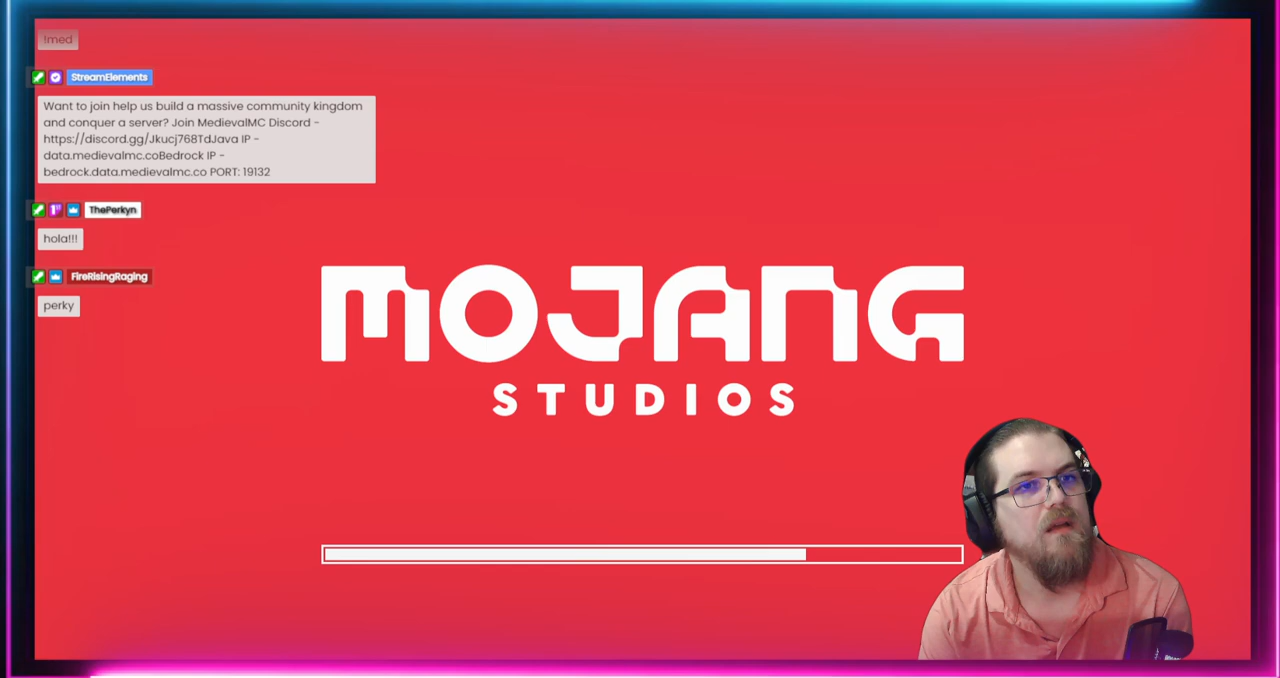 !med
StreamElements
Want to join help us build a massive community kingdom
and conquer a server? Join MedievalMC Discord -
https://discord.gg/Jkucj768TdJava IP -
data.medievalmc.coBedrock IP -
bedrock.data.medievalmc.co PORT: 19132
ThePerkyn
hola!!!
FireRisingRaging
perky
MOJANG
STUDIOS